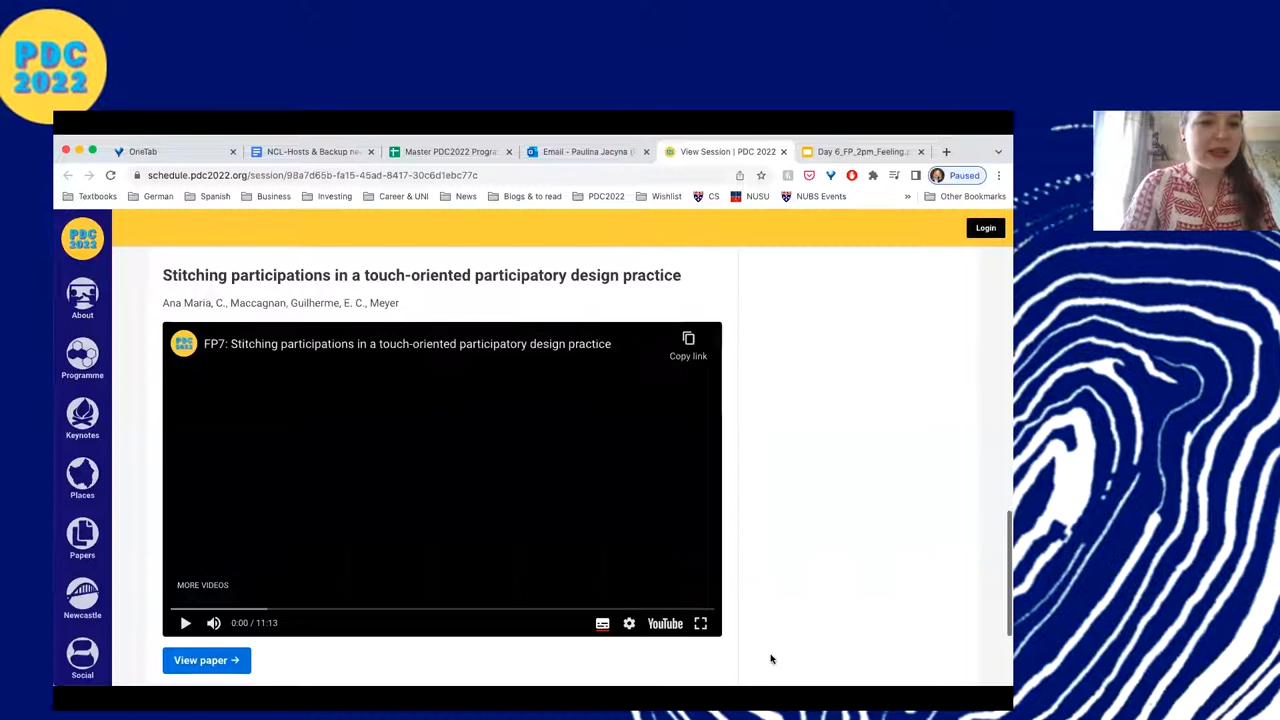 PDC
2022
OneTab
NCL-Hosts & Backup ne
Master PDC2022 Progra
Email - Paulina Jacyna (
View Session | PDC 2022
Day 6_FP_2pm_Feeling.
schedule.pdc2022.org/session/98a7d65b-fa15-45ad-8417-30c6d1ebc77c
Paused
Textbooks
German
Spanish
Business
Investing
Career & UNI
News
Blogs & to read
PDC2022
Wishlist
CS
NUSU
NUBS Events
»
Other Bookmarks
PDC
2022
Login
About
Programme
Keynotes
Places
Papers
Newcastle
Social
Stitching participations in a touch-oriented participatory design practice
Ana Maria, C., Maccagnan, Guilherme, E. C., Meyer
FP7: Stitching participations in a touch-oriented participatory design practice
Copy link
MORE VIDEOS
0:00 / 11:13
YouTube
View paper →